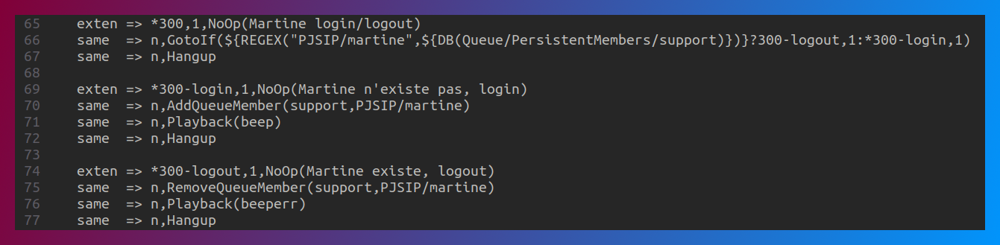 65 exten => *300,1,NoOp(Martine login/logout)
66 same => n,GotoIf(${REGEX("PJSIP/martine",${DB(Queue/PersistentMembers/support)})}?300-logout,1:*300-login,1)
67 same => n,Hangup
68
69 exten => *300-login,1,NoOp(Martine n'existe pas, login)
70 same => n,AddQueueMember(support,PJSIP/martine)
71 same => n,Playback(beep)
72 same => n,Hangup
73
74 exten => *300-logout,1,NoOp(Martine existe, logout)
75 same => n,RemoveQueueMember(support,PJSIP/martine)
76 same => n,Playback(beeperr)
77 same => n,Hangup